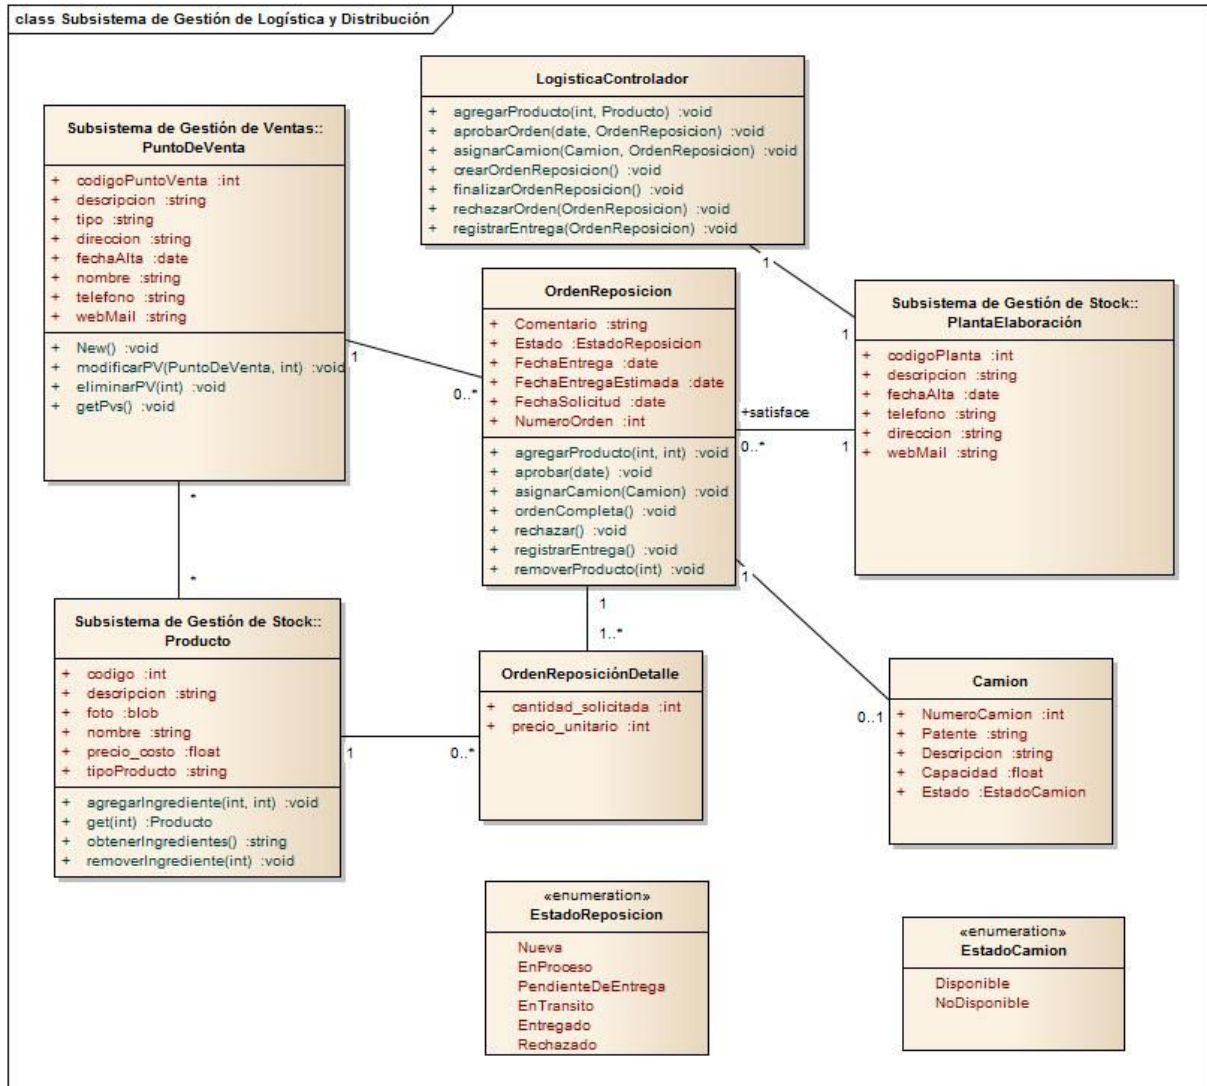 class Subsistema de Gestión de Logística y Distribución
LogisticaControlador
+ agregarProducto(int, Producto) :void
+ aprobarOrden(date, OrdenReposicion) :void
+ asignarCamion(Camion, OrdenReposicion) :void
+ crearOrdenReposicion() :void
+ finalizarOrdenReposicion() :void
+ rechazarOrden(OrdenReposicion) :void
+ registrarEntrega(OrdenReposicion) :void
1
1
Subsistema de Gestión de Ventas::
PuntoDeVenta
+ codigoPuntoVenta :int
+ descripcion :string
+ tipo :string
+ direccion :string
+ fechaAlta :date
+ nombre :string
+ telefono :string
+ webMail :string
+ New() :void
+ modificarPV(PuntoDeVenta, int) :void
+ eliminarPV(int) :void
+ getPvs() :void
1
0..*
*
*
OrdenReposicion
+ Comentario :string
+ Estado :EstadoReposicion
+ FechaEntrega :date
+ FechaEntregaEstimada :date
+ FechaSolicitud :date
+ NumeroOrden :int
+ agregarProducto(int, int) :void
+ aprobar(date) :void
+ asignarCamion(Camion) :void
+ ordenCompleta() :void
+ rechazar() :void
+ registrarEntrega() :void
+ removerProducto(int) :void
+satisface
0..*
1
Subsistema de Gestión de Stock::
PlantaElaboración
+ codigoPlanta :int
+ descripcion :string
+ fechaAlta :date
+ telefono :string
+ direccion :string
+ webMail :string
1
1..*
1
0..1
Subsistema de Gestión de Stock::
Producto
+ codigo :int
+ descripcion :string
+ foto :blob
+ nombre :string
+ precio_costo :float
+ tipoProducto :string
+ agregarIngrediente(int, int) :void
+ get(int) :Producto
+ obtenerIngredientes() :string
+ removerIngrediente(int) :void
1
0..*
OrdenReposiciónDetalle
+ cantidad_solicitada :int
+ precio_unitario :int
Camion
+ NumeroCamion :int
+ Patente :string
+ Descripcion :string
+ Capacidad :float
+ Estado :EstadoCamion
«enumeration»
EstadoReposicion
Nueva
EnProceso
PendienteDeEntrega
EnTransito
Entregado
Rechazado
«enumeration»
EstadoCamion
Disponible
NoDisponible